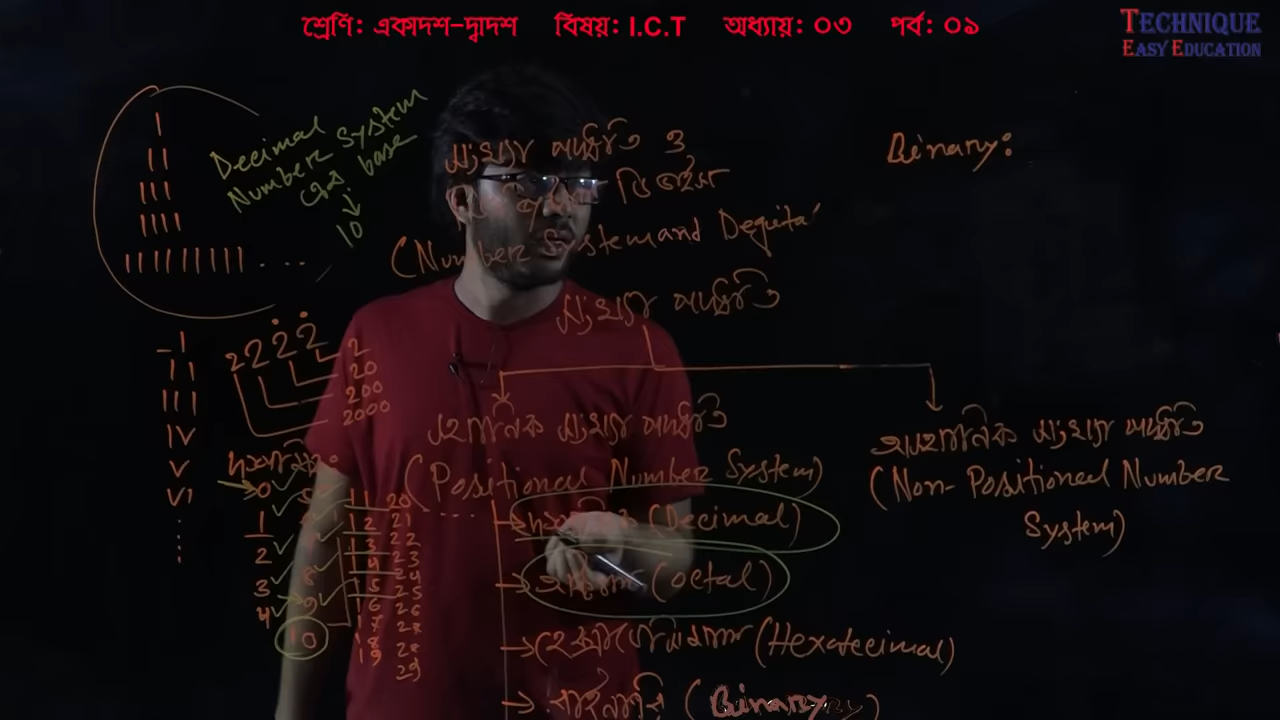 শ্রেণি: একাদশ-দ্বাদশ বিষয়: I.C.T অধ্যায়: ০৩ পর্ব: ০১
TECHNIQUE
EASY EDUCATION
I
II
III
IIII
IIIIIIIII . . .
Decimal
Number System
এর base
10
সংখ্যা পদ্ধতি ও
ডিভাইস
(Number System and Degital
সংখ্যা পদ্ধতি
Binary:
I
II
III
IV
V
VI
2222
2
20
200
2000
স্থানিক সংখ্যা পদ্ধতি
(Positional Number System)
অস্থানিক সংখ্যা পদ্ধতি
(Non-Positional Number
System)
0
1
2
3
4
8
9
10
11 20
12 21
13 22
14 23
15 24
16 25
17 26
18 27
19 28
29
(Decimal)
(Octal)
(Hexadecimal)
বাইনারি (Binary)